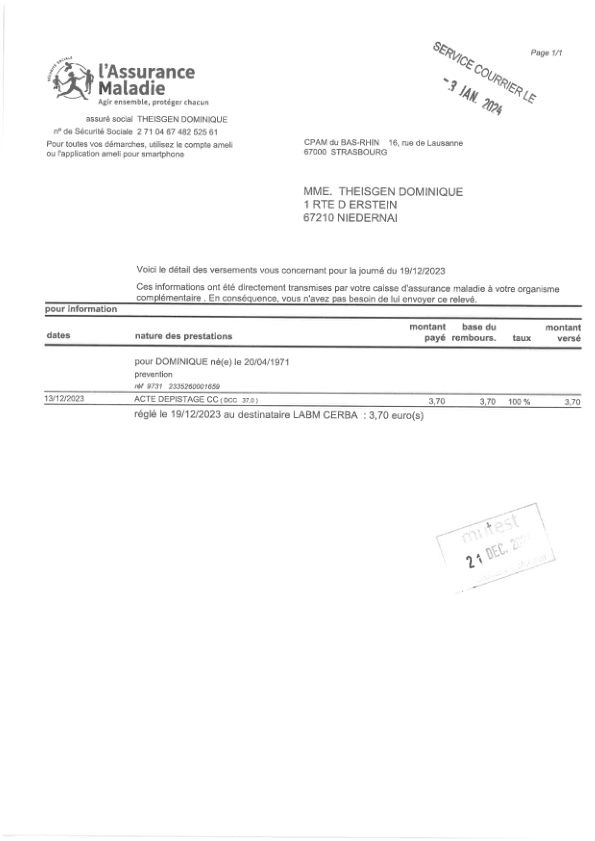 Page 1/1
SERVICE COURRIER LE
-3 JAN. 2024
SÉCURITÉ SOCIALE
l'Assurance
Maladie
Agir ensemble, protéger chacun
assuré social THEISGEN DOMINIQUE
n° de Sécurité Sociale 2 71 04 67 482 525 61
Pour toutes vos démarches, utilisez le compte ameli
ou l'application ameli pour smartphone
CPAM du BAS-RHIN 16, rue de Lausanne
67000 STRASBOURG
MME. THEISGEN DOMINIQUE
1 RTE D ERSTEIN
67210 NIEDERNAI
Voici le détail des versements vous concernant pour la journé du 19/12/2023
Ces informations ont été directement transmises par votre caisse d'assurance maladie à votre organisme
complémentaire . En conséquence, vous n'avez pas besoin de lui envoyer ce relevé.
pour information
dates nature des prestations montant payé base du rembours. taux montant versé
pour DOMINIQUE né(e) le 20/04/1971
prevention
réf 9731 2335260001659
13/12/2023 ACTE DEPISTAGE CC ( DCC 37.0 ) 3,70 3,70 100 % 3,70
réglé le 19/12/2023 au destinataire LABM CERBA : 3,70 euro(s)
mutest
21 DEC.